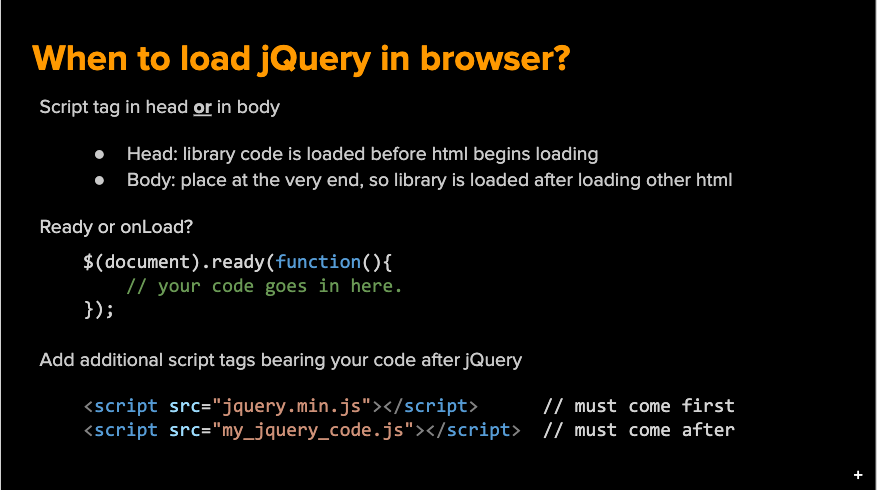 When to load jQuery in browser?
Script tag in head or in body
● Head: library code is loaded before html begins loading
● Body: place at the very end, so library is loaded after loading other html
Ready or onLoad?
$(document).ready(function(){
// your code goes in here.
});
Add additional script tags bearing your code after jQuery
<script src="jquery.min.js"></script> // must come first
<script src="my_jquery_code.js"></script> // must come after
+